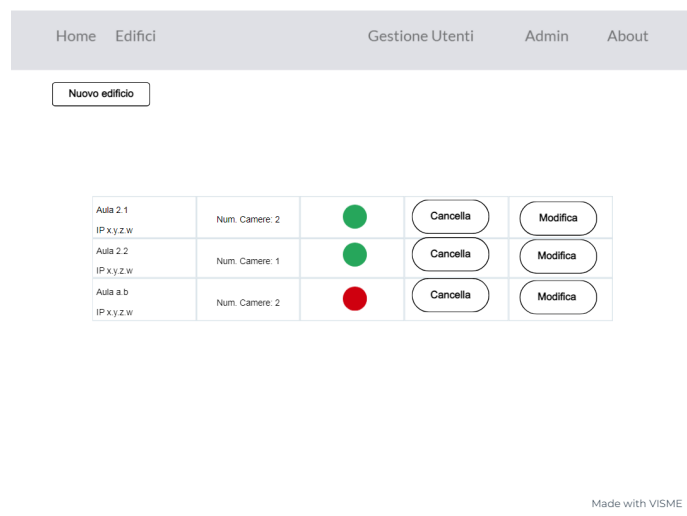 Home Edifici Gestione Utenti Admin About
Nuovo edificio
Aula 2.1
IP x.y.z.w
Num. Camere: 2
Cancella
Modifica
Aula 2.2
IP x.y.z.w
Num. Camere: 1
Cancella
Modifica
Aula a.b
IP x.y.z.w
Num. Camere: 2
Cancella
Modifica
Made with VISME